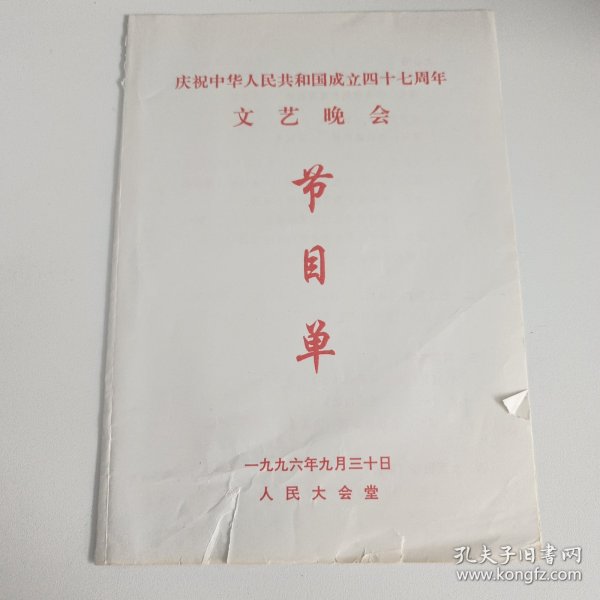 庆祝中华人民共和国成立四十七周年
文艺晚会
节
目
单
一九九六年九月三十日
人民大会堂
孔夫子旧书网
www.kongfz.com